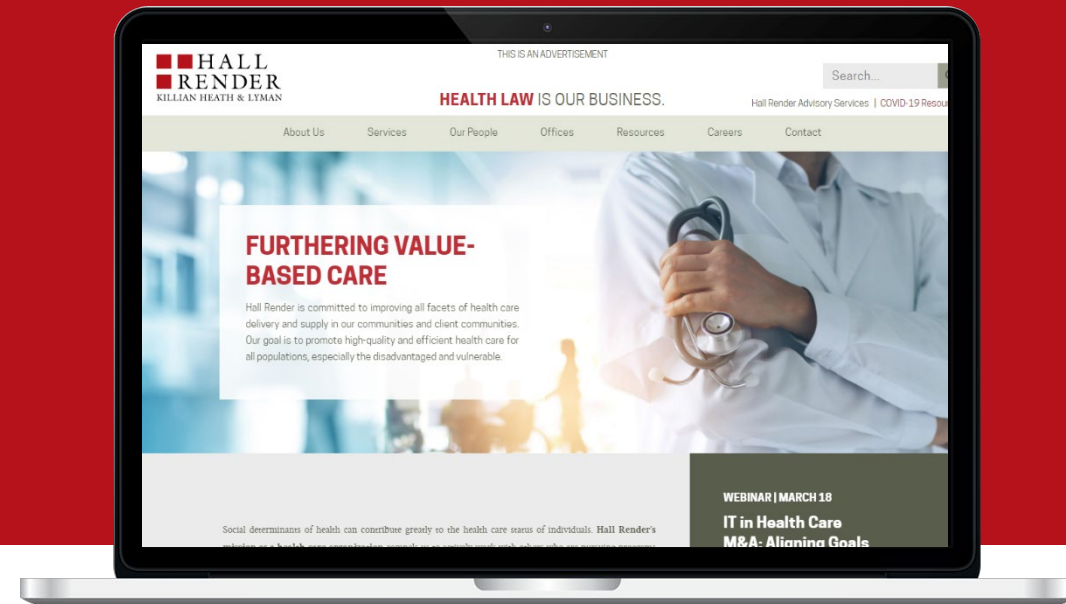 THIS IS AN ADVERTISEMENT
HALL
RENDER
KILLIAN HEATH & LYMAN
Search...
HEALTH LAW IS OUR BUSINESS.
Hall Render Advisory Services | COVID-19 Resour
About Us Services Our People Offices Resources Careers Contact
FURTHERING VALUE-
BASED CARE
Hall Render is committed to improving all facets of health care
delivery and supply in our communities and client communities.
Our goal is to promote high-quality and efficient health care for
all populations, especially the disadvantaged and vulnerable.
Social determinants of health can contribute greatly to the health care status of individuals. Hall Render's
WEBINAR | MARCH 18
IT in Health Care
M&A: Aligning Goals